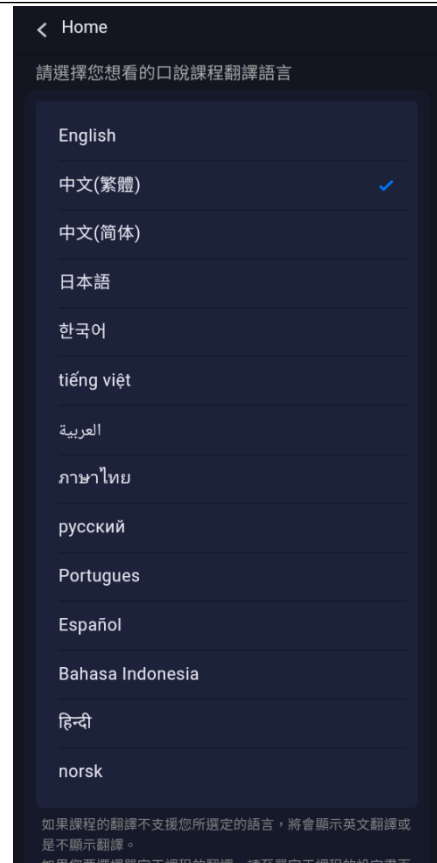 Home
請選擇您想看的口說課程翻譯語言
English
中文(繁體)
中文(简体)
日本語
한국어
tiếng việt
العربية
ภาษาไทย
русский
Portugues
Español
Bahasa Indonesia
हिन्दी
norsk
如果課程的翻譯不支援您所選定的語言，將會顯示英文翻譯或
是不顯示翻譯。